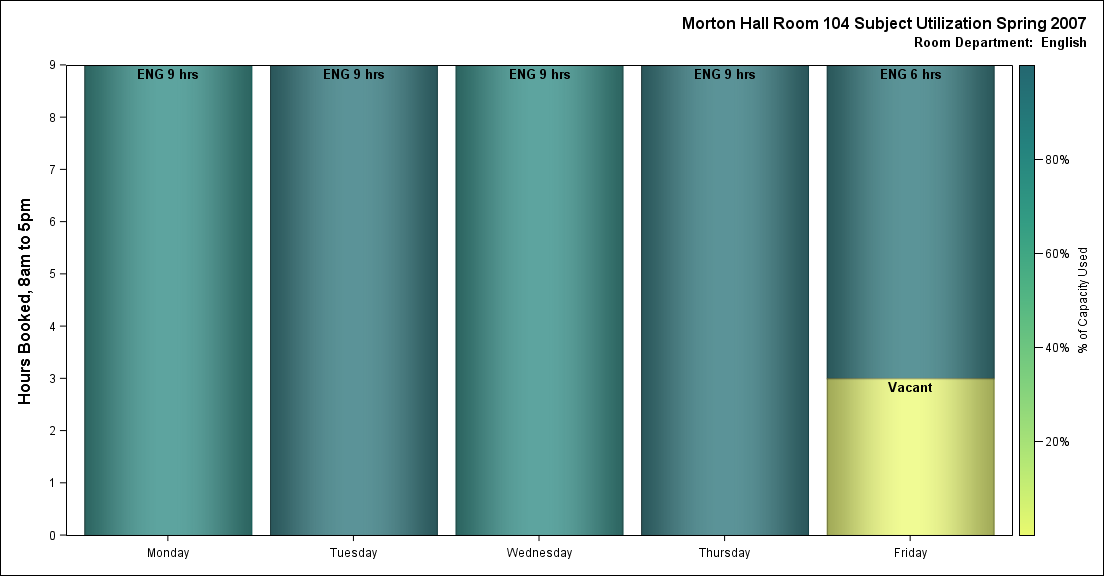 Morton Hall Room 104 Subject Utilization Spring 2007
Room Department:  English
Hours Booked, 8am to 5pm
9
8
7
6
5
4
3
2
1
0
ENG 9 hrs
ENG 9 hrs
ENG 9 hrs
ENG 9 hrs
ENG 6 hrs
Vacant
Monday
Tuesday
Wednesday
Thursday
Friday
80%
60%
40%
20%
% of Capacity Used